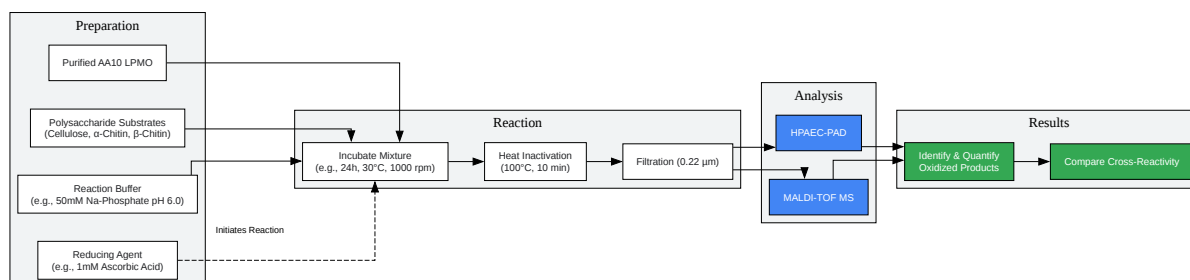 Preparation
Purified AA10 LPMO
Polysaccharide Substrates
(Cellulose, α-Chitin, β-Chitin)
Reaction Buffer
(e.g., 50mM Na-Phosphate pH 6.0)
Reducing Agent
(e.g., 1mM Ascorbic Acid)
Initiates Reaction
Reaction
Incubate Mixture
(e.g., 24h, 30°C, 1000 rpm)
Heat Inactivation
(100°C, 10 min)
Filtration (0.22 µm)
Analysis
HPAEC-PAD
MALDI-TOF MS
Results
Identify & Quantify
Oxidized Products
Compare Cross-Reactivity